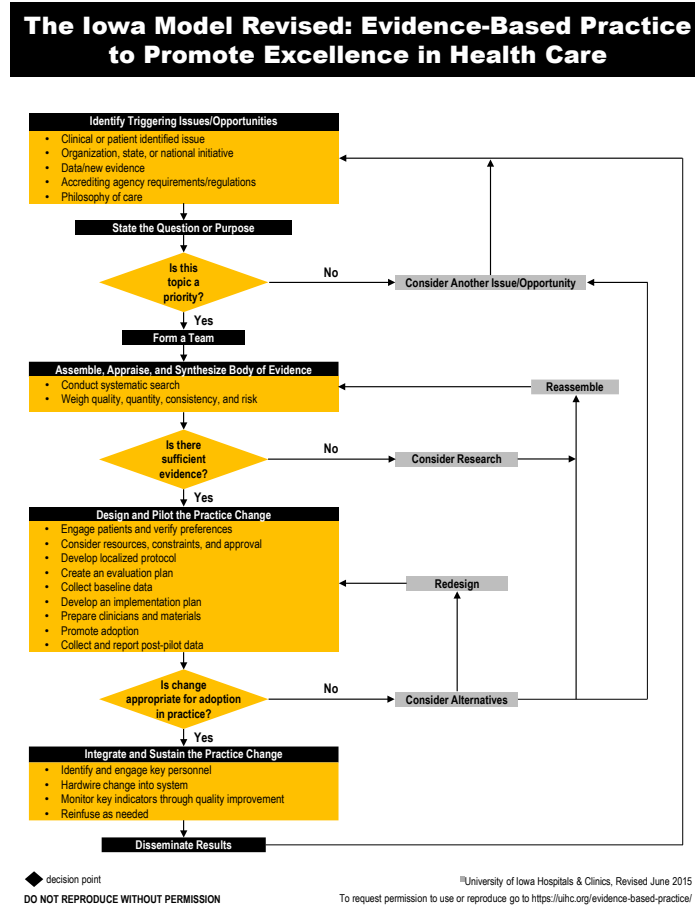 The Iowa Model Revised: Evidence-Based Practice
to Promote Excellence in Health Care
Identify Triggering Issues/Opportunities
• Clinical or patient identified issue
• Organization, state, or national initiative
• Data/new evidence
• Accrediting agency requirements/regulations
• Philosophy of care
State the Question or Purpose
Is this
topic a
priority?
No
Consider Another Issue/Opportunity
Yes
Form a Team
Assemble, Appraise, and Synthesize Body of Evidence
• Conduct systematic search
• Weigh quality, quantity, consistency, and risk
Reassemble
Is there
sufficient
evidence?
No
Consider Research
Yes
Design and Pilot the Practice Change
• Engage patients and verify preferences
• Consider resources, constraints, and approval
• Develop localized protocol
• Create an evaluation plan
• Collect baseline data
• Develop an implementation plan
• Prepare clinicians and materials
• Promote adoption
• Collect and report post-pilot data
Redesign
Is change
appropriate for adoption
in practice?
No
Consider Alternatives
Yes
Integrate and Sustain the Practice Change
• Identify and engage key personnel
• Hardwire change into system
• Monitor key indicators through quality improvement
• Reinfuse as needed
Disseminate Results
decision point
University of Iowa Hospitals & Clinics, Revised June 2015
DO NOT REPRODUCE WITHOUT PERMISSION
To request permission to use or reproduce go to https://uihc.org/evidence-based-practice/